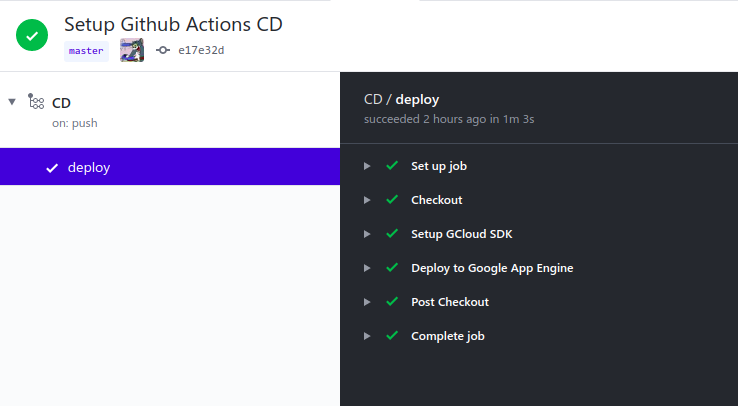 Setup Github Actions CD
master e17e32d
CD
on: push
deploy
CD / deploy
succeeded 2 hours ago in 1m 3s
Set up job
Checkout
Setup GCloud SDK
Deploy to Google App Engine
Post Checkout
Complete job